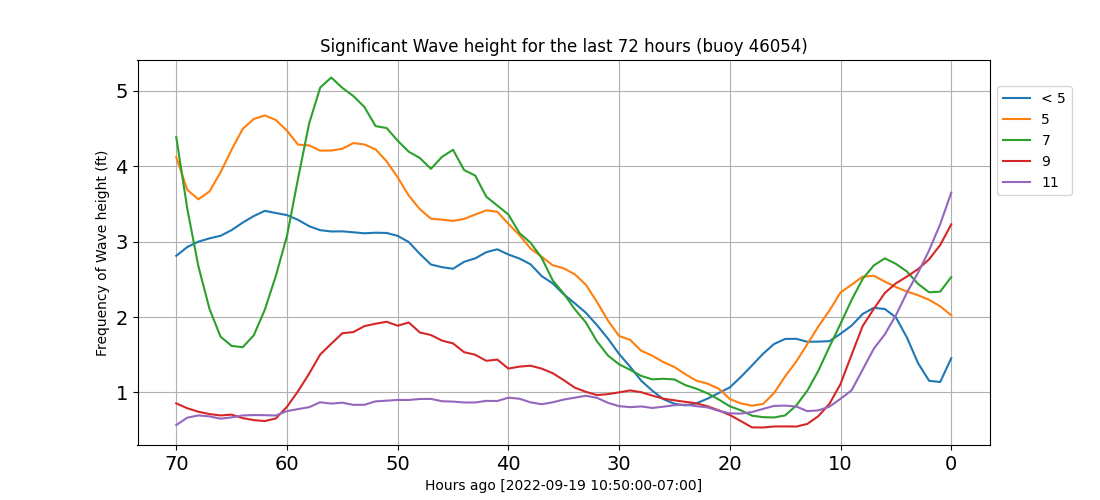 Significant Wave height for the last 72 hours (buoy 46054)
Frequency of Wave height (ft)
5
4
3
2
1
70 60 50 40 30 20 10 0
Hours ago [2022-09-19 10:50:00-07:00]
< 5
5
7
9
11